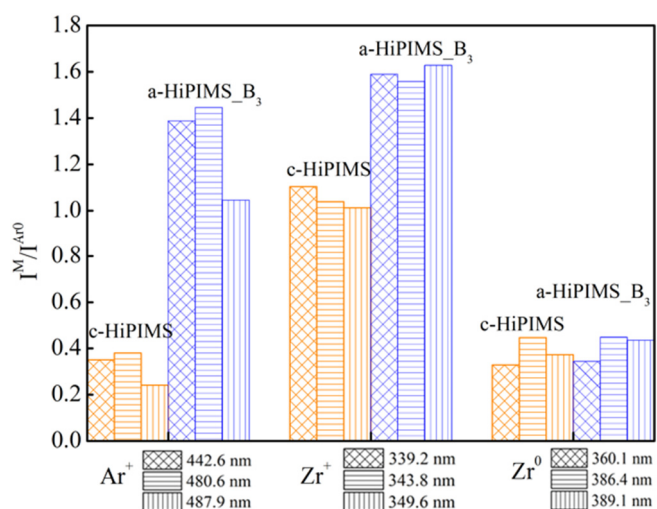 1.8
1.6
1.4
1.2
1.0
0.8
0.6
0.4
0.2
0.0
I^M/I^Ar0
a-HiPIMS_B₃
a-HiPIMS_B₃
c-HiPIMS
a-HiPIMS_B₃
c-HiPIMS
c-HiPIMS
Ar⁺
442.6 nm
480.6 nm
487.9 nm
Zr⁺
339.2 nm
343.8 nm
349.6 nm
Zr⁰
360.1 nm
386.4 nm
389.1 nm